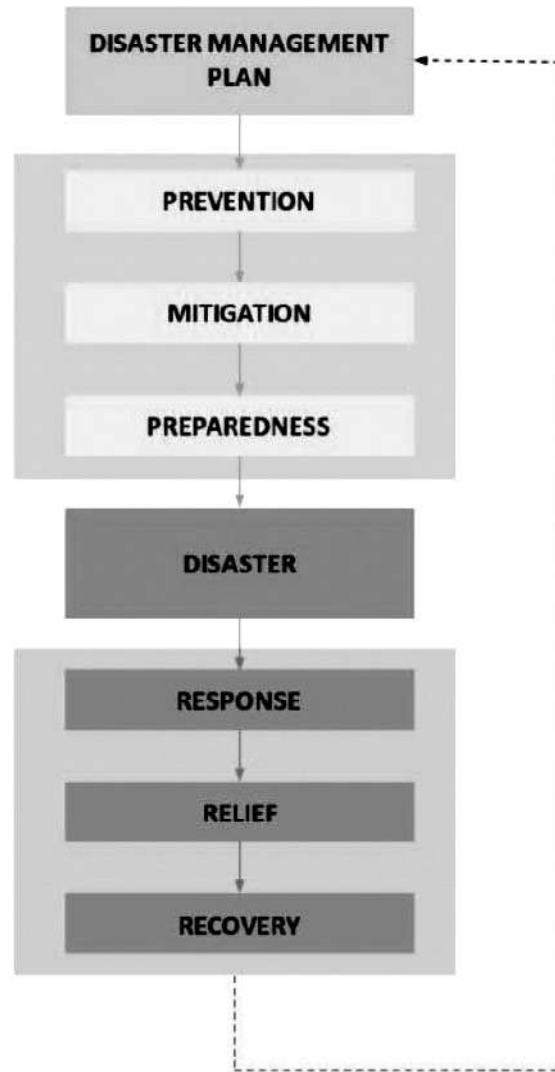 DISASTER MANAGEMENT
PLAN
PREVENTION
MITIGATION
PREPAREDNESS
DISASTER
RESPONSE
RELIEF
RECOVERY